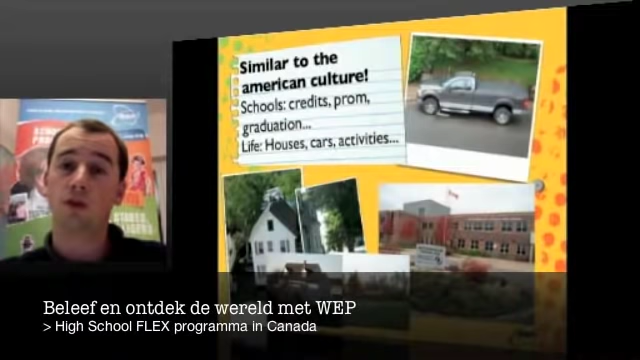 Similar to the
american culture!
Schools: credits, prom,
graduation...
Life: Houses, cars, activities...
Beleef en ontdek de wereld met WEP
> High School FLEX programma in Canada